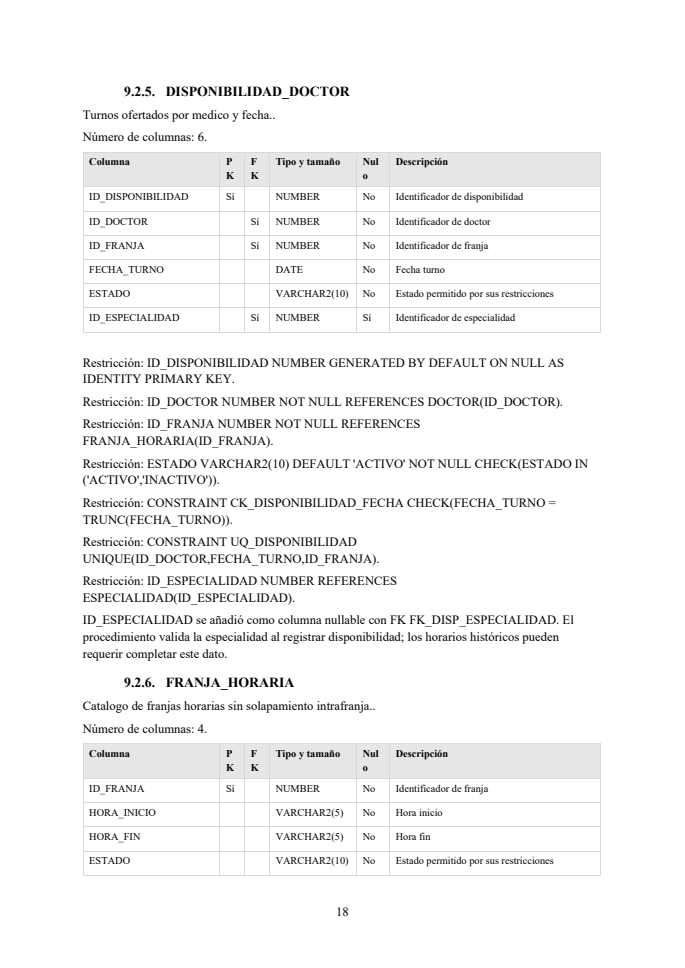 9.2.5. DISPONIBILIDAD_DOCTOR
Turnos ofertados por medico y fecha..
Número de columnas: 6.
Columna P K F K Tipo y tamaño Nul o Descripción
ID_DISPONIBILIDAD Sí NUMBER No Identificador de disponibilidad
ID_DOCTOR Sí NUMBER No Identificador de doctor
ID_FRANJA Sí NUMBER No Identificador de franja
FECHA_TURNO DATE No Fecha turno
ESTADO VARCHAR2(10) No Estado permitido por sus restricciones
ID_ESPECIALIDAD Sí NUMBER Sí Identificador de especialidad
Restricción: ID_DISPONIBILIDAD NUMBER GENERATED BY DEFAULT ON NULL AS
IDENTITY PRIMARY KEY.
Restricción: ID_DOCTOR NUMBER NOT NULL REFERENCES DOCTOR(ID_DOCTOR).
Restricción: ID_FRANJA NUMBER NOT NULL REFERENCES
FRANJA_HORARIA(ID_FRANJA).
Restricción: ESTADO VARCHAR2(10) DEFAULT 'ACTIVO' NOT NULL CHECK(ESTADO IN
('ACTIVO','INACTIVO')).
Restricción: CONSTRAINT CK_DISPONIBILIDAD_FECHA CHECK(FECHA_TURNO =
TRUNC(FECHA_TURNO)).
Restricción: CONSTRAINT UQ_DISPONIBILIDAD
UNIQUE(ID_DOCTOR,FECHA_TURNO,ID_FRANJA).
Restricción: ID_ESPECIALIDAD NUMBER REFERENCES
ESPECIALIDAD(ID_ESPECIALIDAD).
ID_ESPECIALIDAD se añadió como columna nullable con FK FK_DISP_ESPECIALIDAD. El
procedimiento valida la especialidad al registrar disponibilidad; los horarios históricos pueden
requerir completar este dato.
9.2.6. FRANJA_HORARIA
Catalogo de franjas horarias sin solapamiento intrafranja..
Número de columnas: 4.
Columna P K F K Tipo y tamaño Nul o Descripción
ID_FRANJA Sí NUMBER No Identificador de franja
HORA_INICIO VARCHAR2(5) No Hora inicio
HORA_FIN VARCHAR2(5) No Hora fin
ESTADO VARCHAR2(10) No Estado permitido por sus restricciones
18